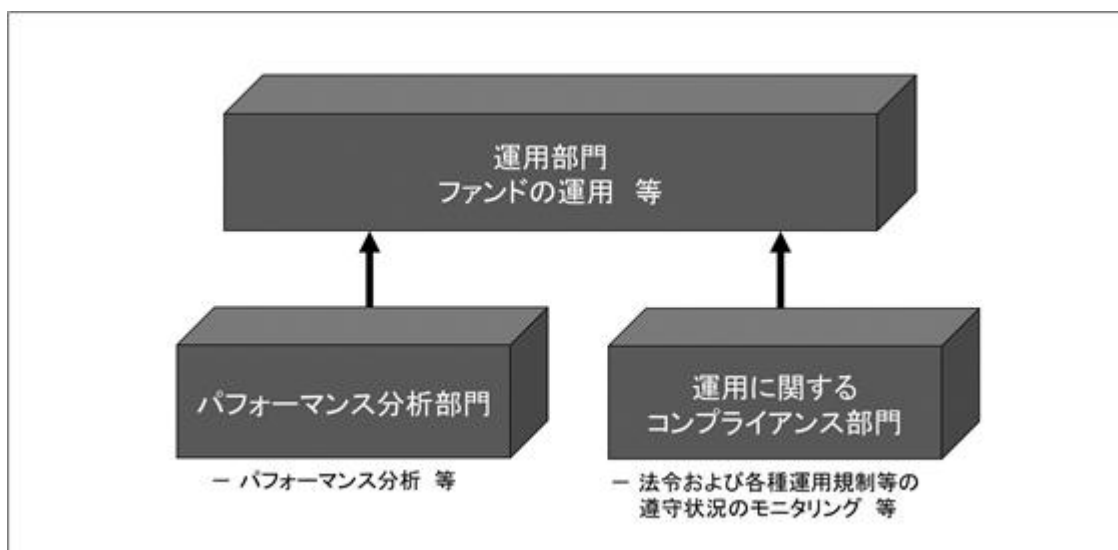 運用部門
ファンドの運用 等
パフォーマンス分析部門
運用に関する
コンプライアンス部門
－ パフォーマンス分析 等
－ 法令および各種運用規制等の
遵守状況のモニタリング 等